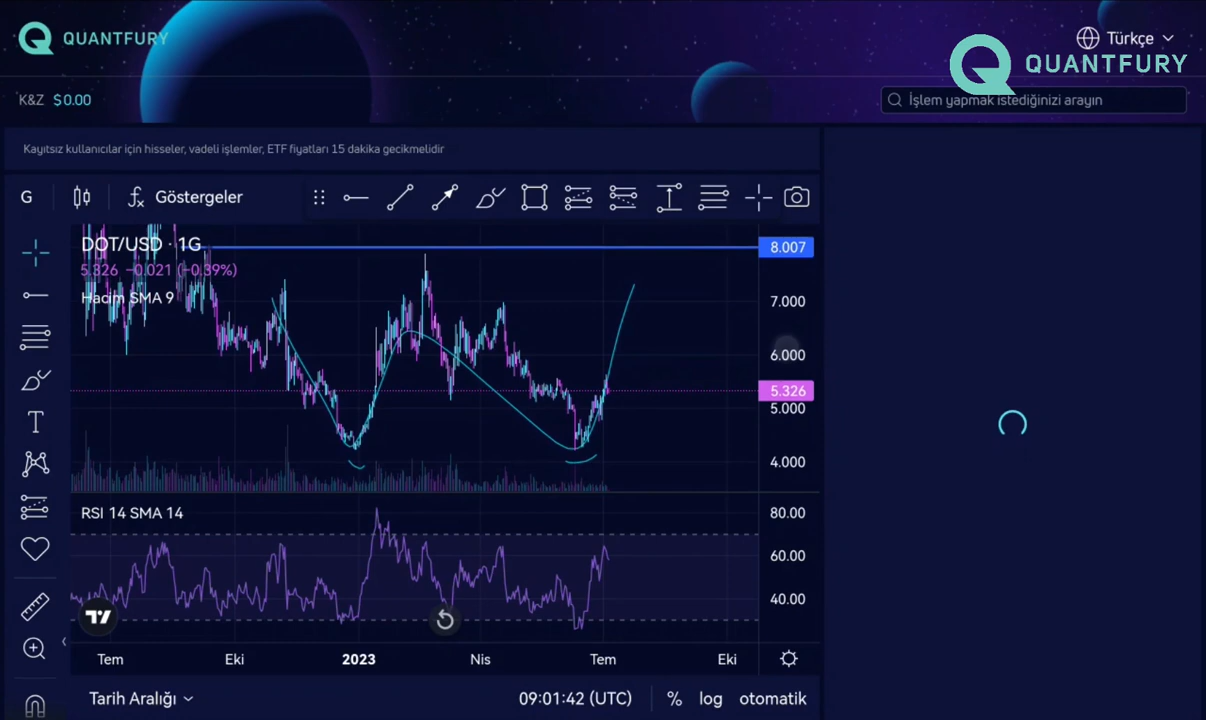 QUANTFURY
Türkçe
QUANTFURY
K&Z $0.00
İşlem yapmak istediğinizi arayın
Kayıtsız kullanıcılar için hisseler, vadeli işlemler, ETF fiyatları 15 dakika gecikmelidir
G
Göstergeler
DOT/USD · 1G
5.326 −0.021 (−0.39%)
Hacim SMA 9
8.007
7.000
6.000
5.326
5.000
4.000
RSI 14 SMA 14
80.00
60.00
40.00
Tem Eki 2023 Nis Tem Eki
Tarih Aralığı
09:01:42 (UTC)
% log otomatik